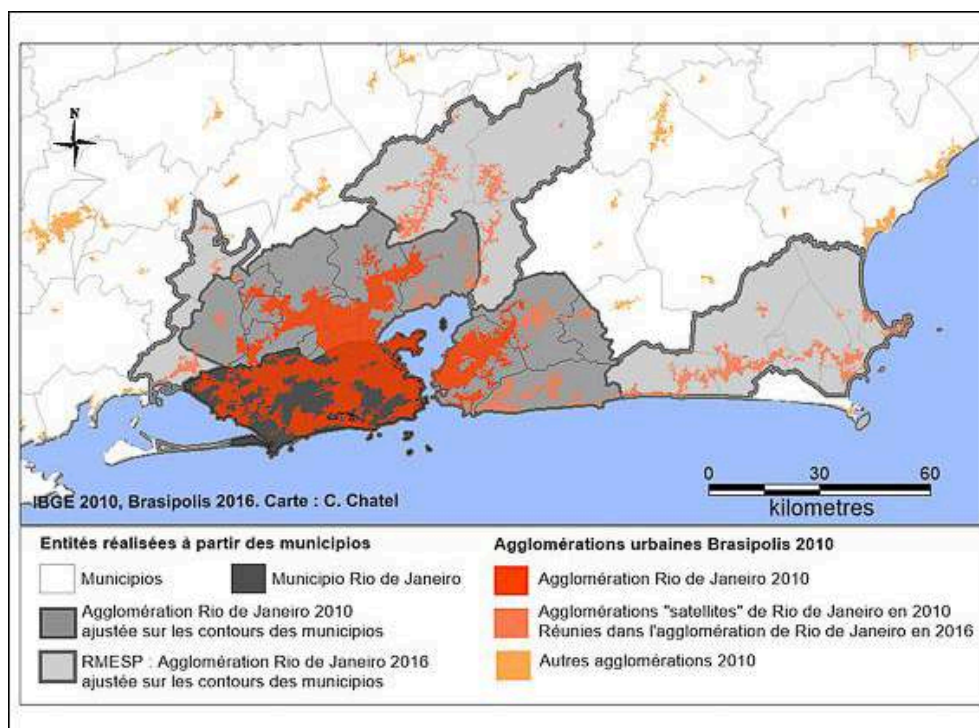 N
0 30 60
kilometres
IBGE 2010, Brasipolis 2016. Carte : C. Chatel
Entités réalisées à partir des municipios
Municipios
Municipio Rio de Janeiro
Agglomération Rio de Janeiro 2010
ajustée sur les contours des municipios
RMESP : Agglomération Rio de Janeiro 2016
ajustée sur les contours des municipios
Agglomérations urbaines Brasipolis 2010
Agglomération Rio de Janeiro 2010
Agglomérations "satellites" de Rio de Janeiro en 2010
Réunies dans l'agglomération de Rio de Janeiro en 2016
Autres agglomérations 2010